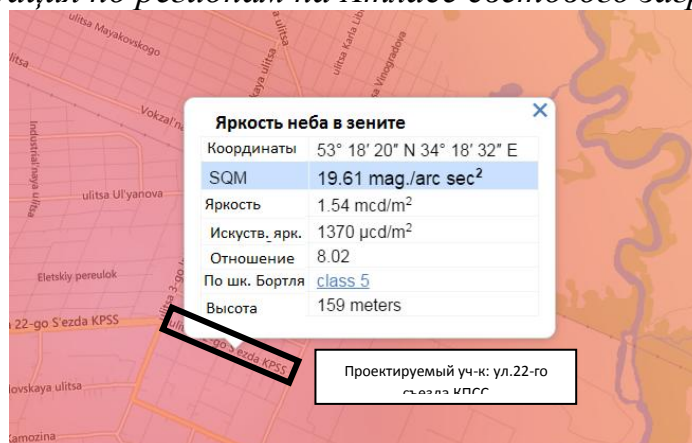 ulitsa Mayakovskogo
ulitsa
ulitsa Karla
Vinogradova
Vokzal'n
Industrial'naya ulitsa
ulitsa Ul'yanova
Eletskiy pereulok
22-go S'ezda KPSS
ulitsa 3-go
S'ezda KPSS
ovskaya ulitsa
amozina
Яркость неба в зените
Координаты 53° 18′ 20″ N 34° 18′ 32″ E
SQM 19.61 mag./arc sec²
Яркость 1.54 mcd/m²
Искуств. ярк. 1370 μcd/m²
Отношение 8.02
По шк. Бортля class 5
Высота 159 meters
Проектируемый уч-к: ул.22-го
съезда КПСС